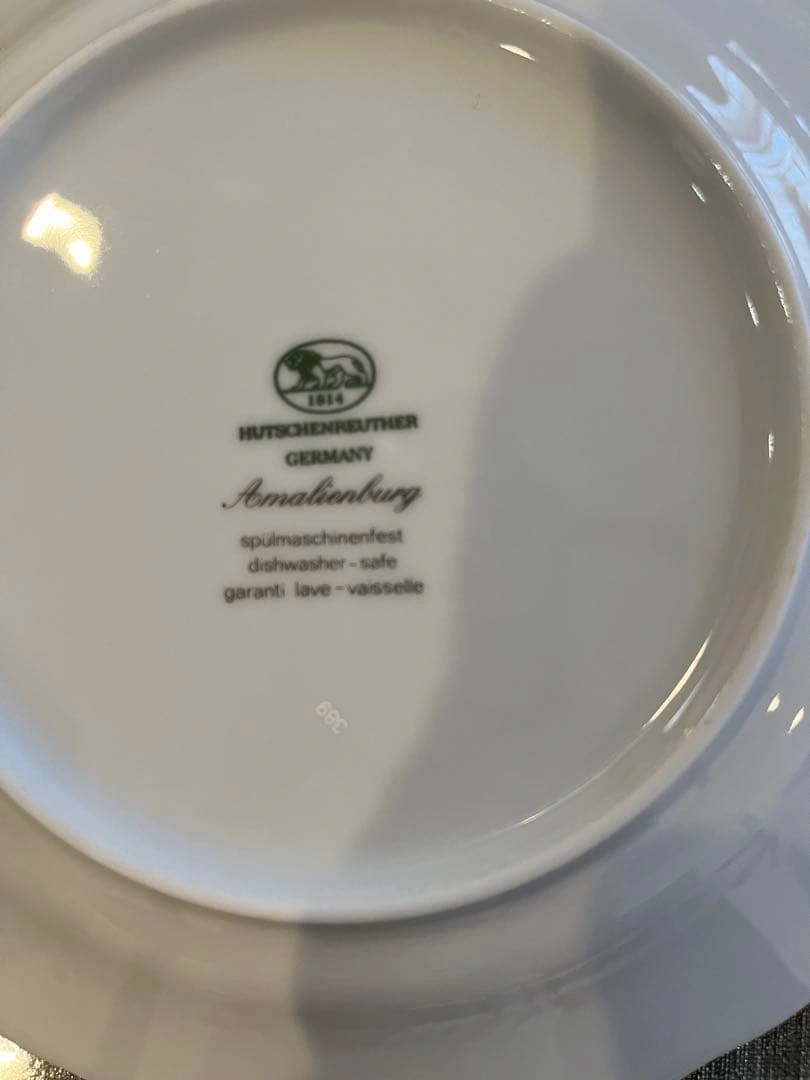 1814
HUTSCHENREUTHER
GERMANY
Amalienburg
spülmaschinenfest
dishwasher-safe
garanti lave-vaisselle